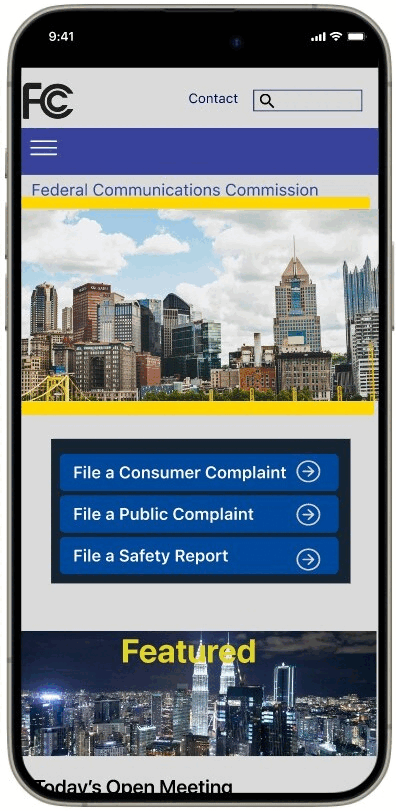 9:41
FCC
Contact
Federal Communications Commission
File a Consumer Complaint
File a Public Complaint
File a Safety Report
Featured
Today's Open Meeting